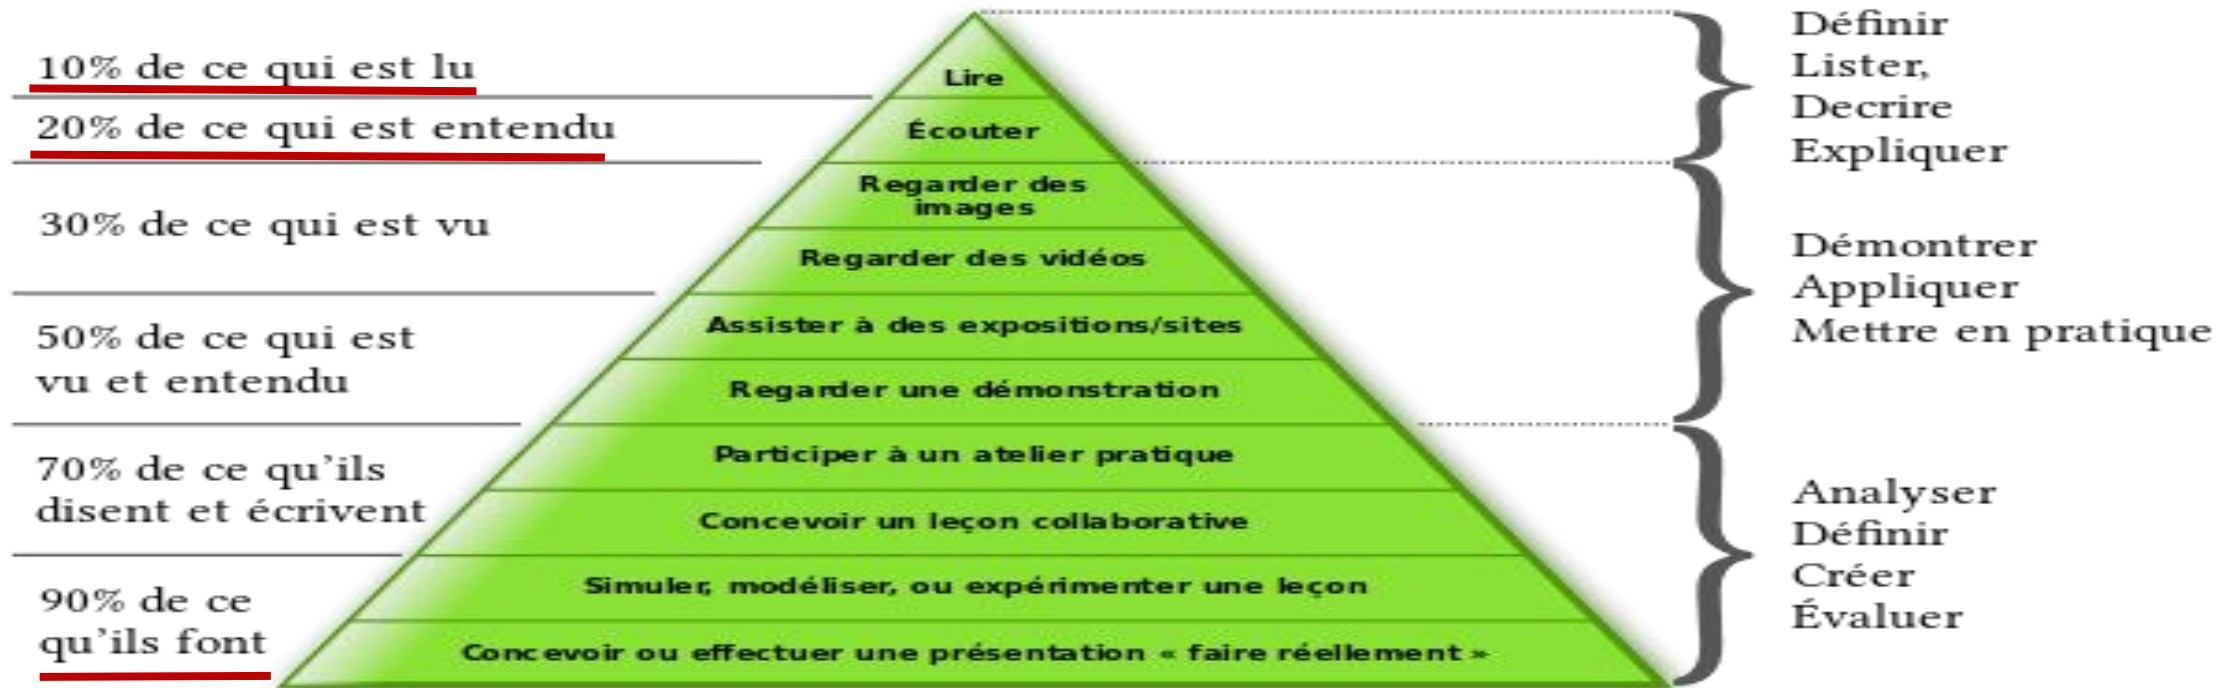 10% de ce qui est lu
20% de ce qui est entendu
30% de ce qui est vu
50% de ce qui est
vu et entendu
70% de ce qu'ils
disent et écrivent
90% de ce
qu'ils font
Lire
Écouter
Regarder des
images
Regarder des vidéos
Assister à des expositions/sites
Regarder une démonstration
Participer à un atelier pratique
Concevoir un leçon collaborative
Simuler, modéliser, ou expérimenter une leçon
Concevoir ou effectuer une présentation « faire réellement »
Définir
Lister,
Decrire
Expliquer
Démontrer
Appliquer
Mettre en pratique
Analyser
Définir
Créer
Évaluer